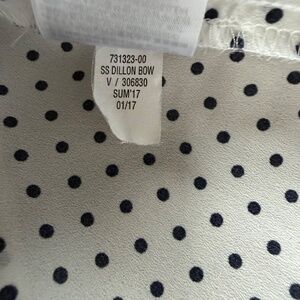 731323-00
SS DILLON BOW
V / 306830
SUM'17
01/17